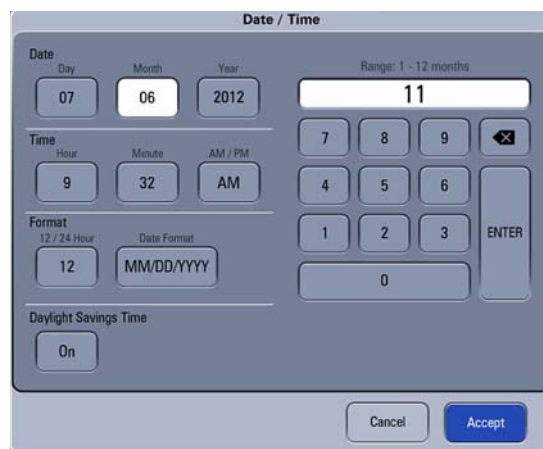 Date / Time
Date
Day Month Year
07 06 2012
Time
Hour Minute AM / PM
9 32 AM
Format
12 / 24 Hour Date Format
12 MM/DD/YYYY
Daylight Savings Time
On
Range: 1 - 12 months
11
7 8 9
4 5 6
1 2 3 ENTER
0
Cancel Accept